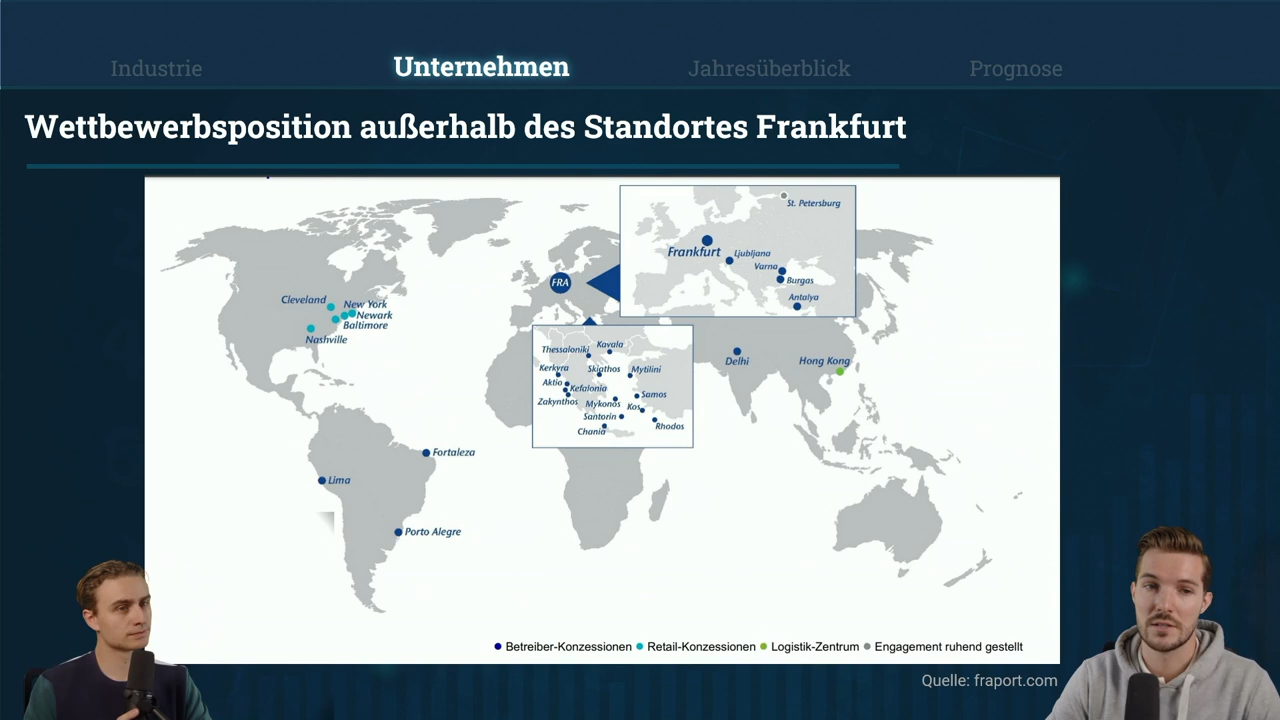 Industrie
Unternehmen
Jahresüberblick
Prognose
Wettbewerbsposition außerhalb des Standortes Frankfurt
St. Petersburg
Frankfurt
Ljubljana
Varna
Burgas
Antalya
FRA
Cleveland
New York
Newark
Baltimore
Nashville
Thessaloniki
Kavala
Kerkyra
Skiathos
Mytilini
Aktio
Kefalonia
Zakynthos
Mykonos
Samos
Kos
Santorin
Rhodos
Chania
Delhi
Hong Kong
Fortaleza
Lima
Porto Alegre
Betreiber-Konzessionen Retail-Konzessionen Logistik-Zentrum Engagement ruhend gestellt
Quelle: fraport.com